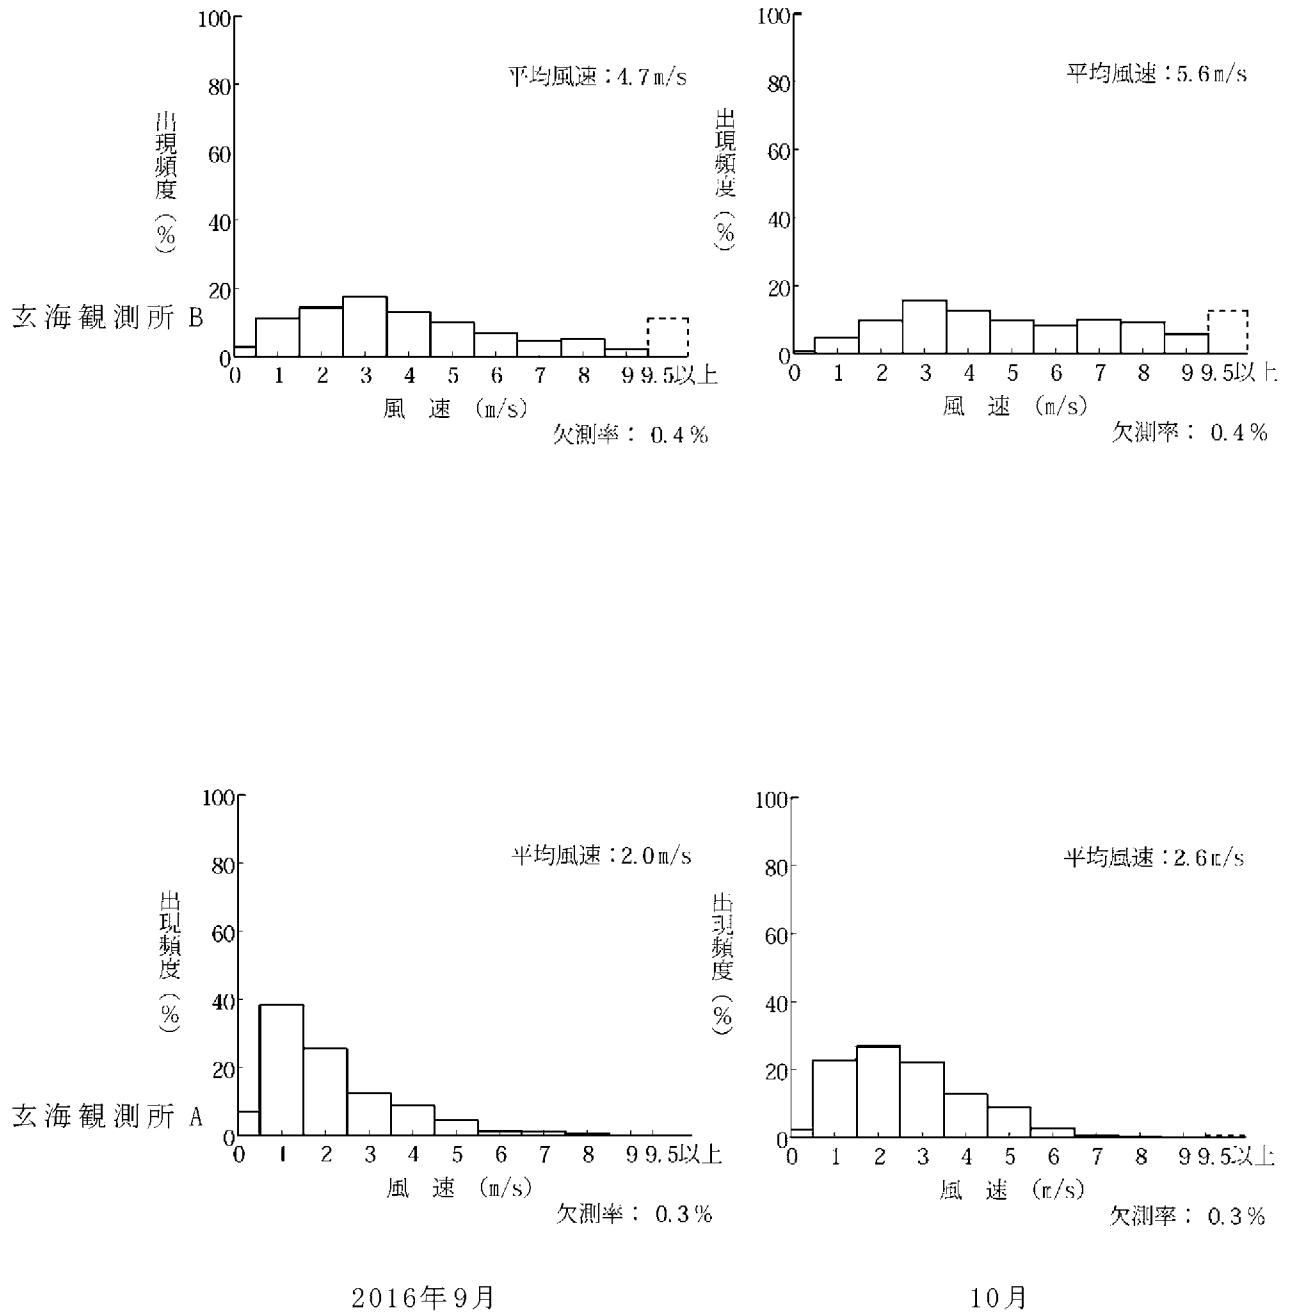 100
80
60
40
20
0
平均風速：4.7m/s
出現頻度（%）
玄海観測所 B
0 1 2 3 4 5 6 7 8 9 9.5以上
風 速 (m/s)
欠測率： 0.4％
100
80
60
40
20
0
平均風速：5.6m/s
出現頻度（%）
0 1 2 3 4 5 6 7 8 9 9.5以上
風 速 (m/s)
欠測率： 0.4％
100
80
60
40
20
0
平均風速：2.0m/s
出現頻度（%）
玄海観測所 A
0 1 2 3 4 5 6 7 8 9 9.5以上
風 速 (m/s)
欠測率： 0.3％
100
80
60
40
20
0
平均風速：2.6m/s
出現頻度（%）
0 1 2 3 4 5 6 7 8 9 9.5以上
風 速 (m/s)
欠測率： 0.3％
2016年9月
10月